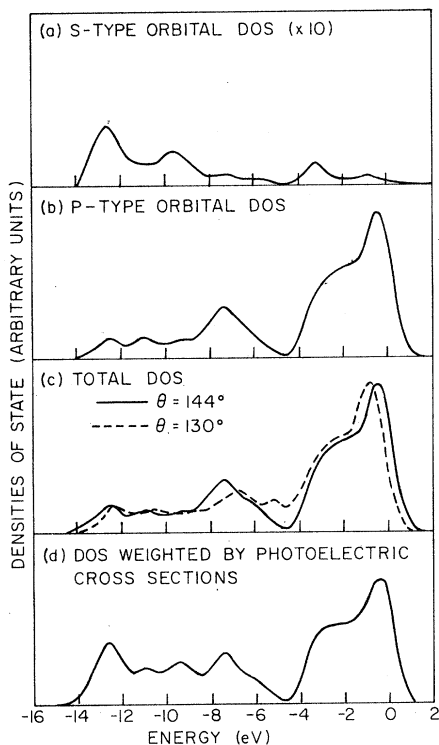 (a) S-TYPE ORBITAL DOS (x10)
(b) P-TYPE ORBITAL DOS
(c) TOTAL DOS
θ = 144°
θ = 130°
(d) DOS WEIGHTED BY PHOTOELECTRIC
CROSS SECTIONS
DENSITIES OF STATE (ARBITRARY UNITS)
-16 -14 -12 -10 -8 -6 -4 -2 0 2
ENERGY (eV)